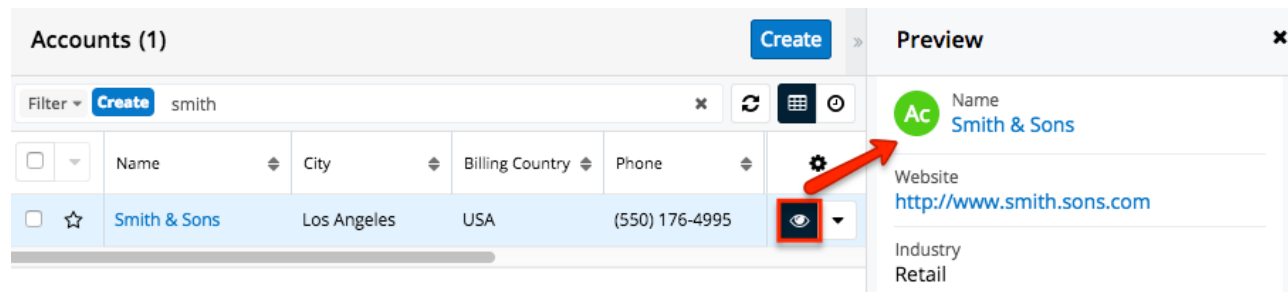 Accounts (1)
Create
»
Preview
Filter
Create
smith
Name
City
Billing Country
Phone
Smith & Sons
Los Angeles
USA
(550) 176-4995
Ac
Name
Smith & Sons
Website
http://www.smith.sons.com
Industry
Retail